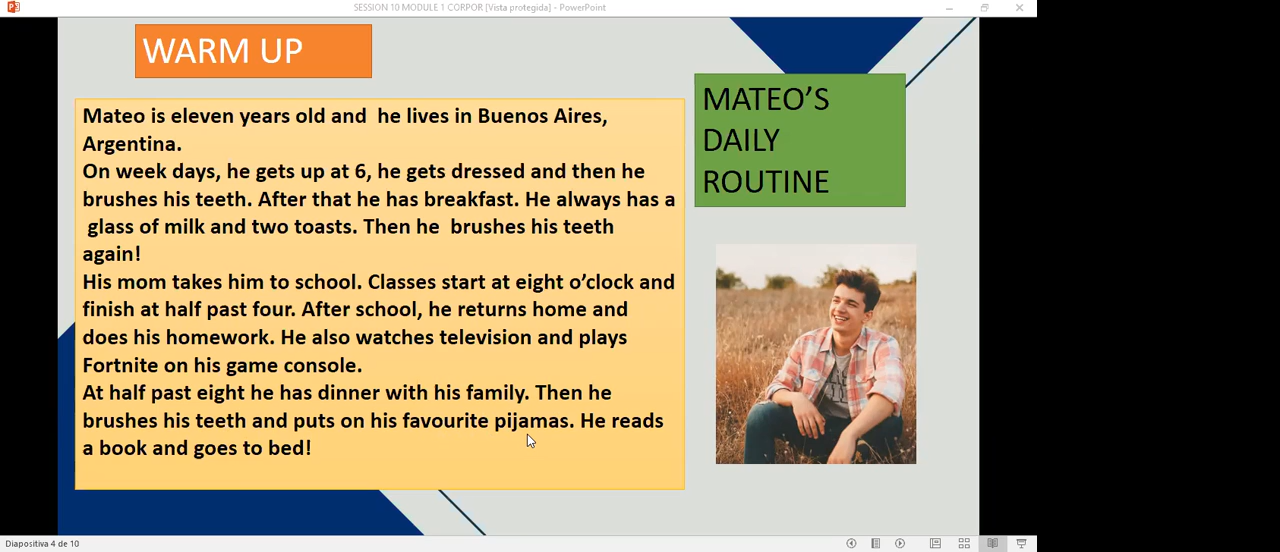 SESSION 10 MODULE 1 CORPOR [Vista protegida] - PowerPoint
WARM UP
MATEO’S
DAILY
ROUTINE
Mateo is eleven years old and  he lives in Buenos Aires,
Argentina.
On week days, he gets up at 6, he gets dressed and then he
brushes his teeth. After that he has breakfast. He always has a
glass of milk and two toasts. Then he  brushes his teeth
again!
His mom takes him to school. Classes start at eight o’clock and
finish at half past four. After school, he returns home and
does his homework. He also watches television and plays
Fortnite on his game console.
At half past eight he has dinner with his family. Then he
brushes his teeth and puts on his favourite pijamas. He reads
a book and goes to bed!
Diapositiva 4 de 10